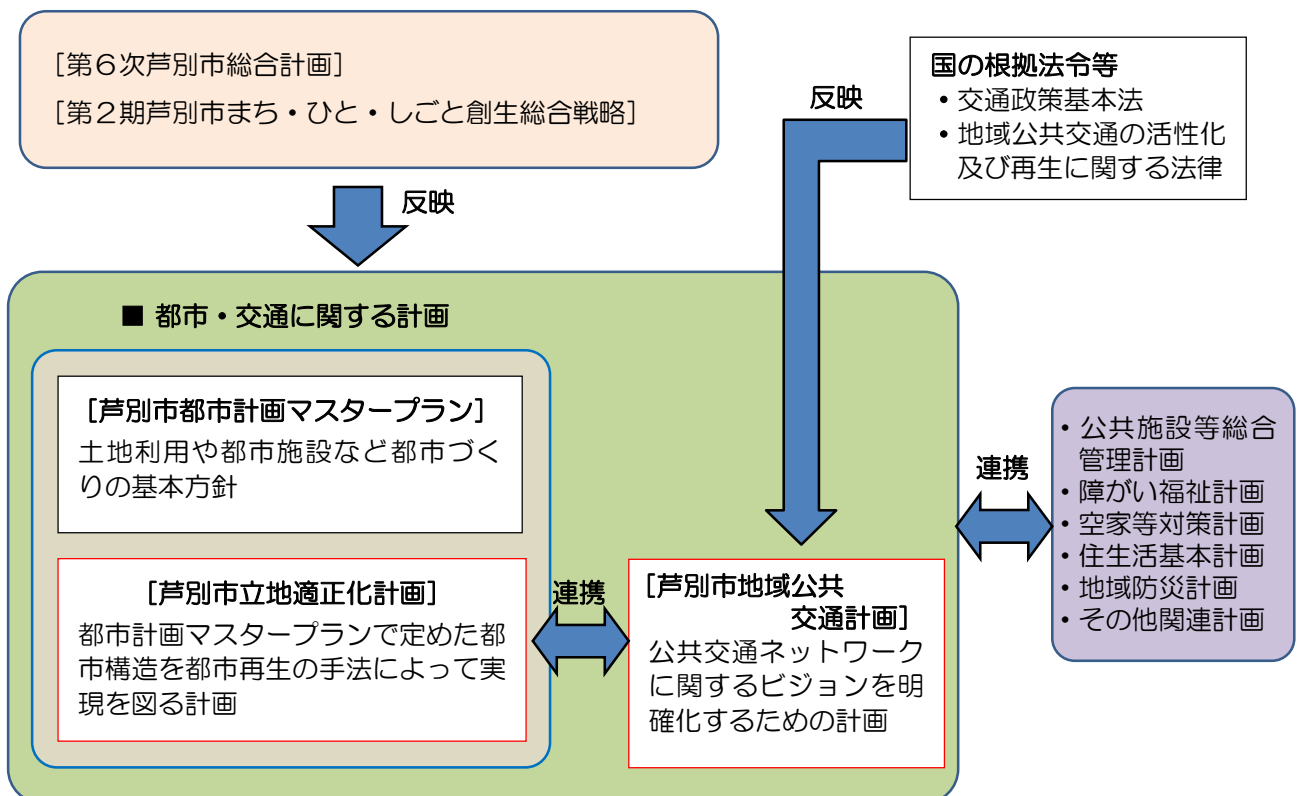 [第６次芦別市総合計画]
[第２期芦別市まち・ひと・しごと創生総合戦略]
国の根拠法令等
・交通政策基本法
・地域公共交通の活性化
及び再生に関する法律
反映
反映
■ 都市・交通に関する計画
[芦別市都市計画マスタープラン]
土地利用や都市施設など都市づく
りの基本方針
[芦別市立地適正化計画]
都市計画マスタープランで定めた都
市構造を都市再生の手法によって実
現を図る計画
連携
[芦別市地域公共
交通計画]
公共交通ネットワーク
に関するビジョンを明
確化するための計画
連携
・公共施設等総合
管理計画
・障がい福祉計画
・空家等対策計画
・住生活基本計画
・地域防災計画
・その他関連計画